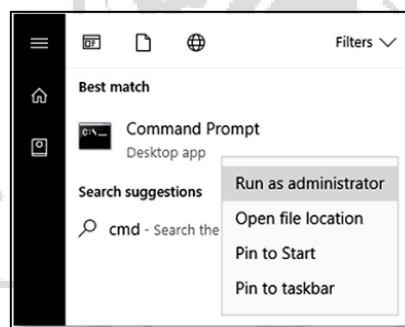 Filters
Best match
C:\_
Command Prompt
Desktop app
Search suggestions
cmd - Search the
Run as administrator
Open file location
Pin to Start
Pin to taskbar